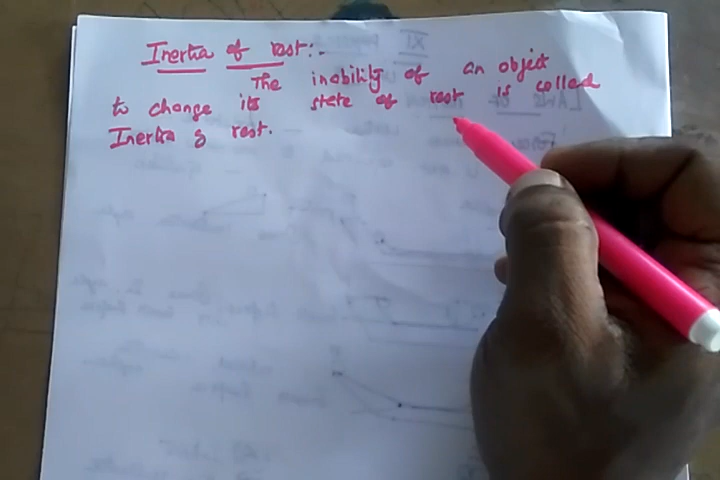 Inertia of rest:-
The inability of an object
to change its state of rest is called
Inertia of rest.